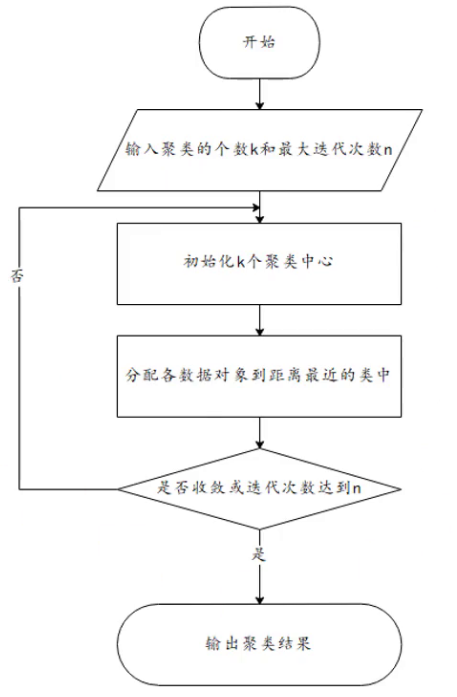 开始
输入聚类的个数k和最大迭代次数n
初始化k个聚类中心
否
分配各数据对象到距离最近的类中
是否收敛或迭代次数达到n
是
输出聚类结果